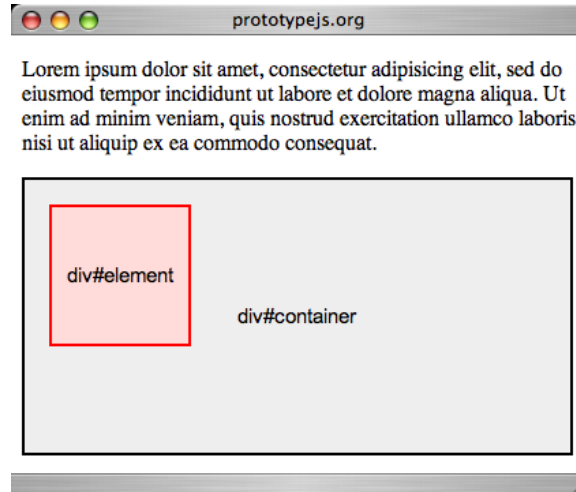 prototypejs.org
Lorem ipsum dolor sit amet, consectetur adipisicing elit, sed do
eiusmod tempor incididunt ut labore et dolore magna aliqua. Ut
enim ad minim veniam, quis nostrud exercitation ullamco laboris
nisi ut aliquip ex ea commodo consequat.
div#element
div#container